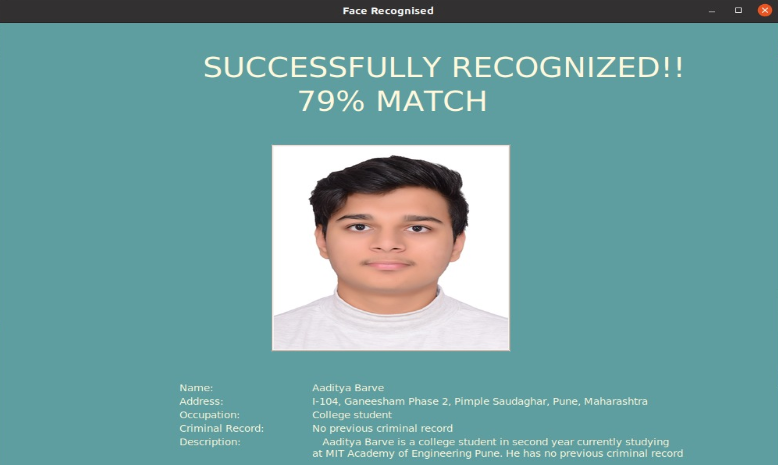 Face Recognised
SUCCESSFULLY RECOGNIZED!!
79% MATCH
Name: Aaditya Barve
Address: I-104, Ganeesham Phase 2, Pimple Saudaghar, Pune, Maharashtra
Occupation: College student
Criminal Record: No previous criminal record
Description: Aaditya Barve is a college student in second year currently studying
at MIT Academy of Engineering Pune. He has no previous criminal record